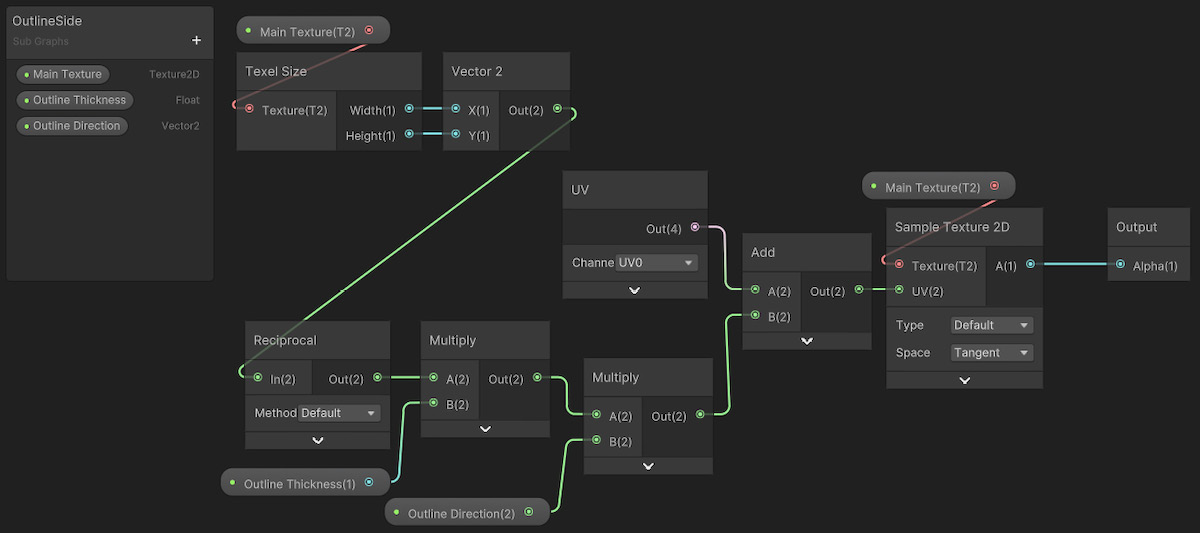 OutlineSide
Sub Graphs
+
Main Texture Texture2D
Outline Thickness Float
Outline Direction Vector2
Main Texture(T2)
Texel Size
Texture(T2) Width(1)
Height(1)
Vector 2
X(1) Out(2)
Y(1)
UV
Out(4)
Channe UV0
Main Texture(T2)
Sample Texture 2D
Texture(T2) A(1)
UV(2)
Type Default
Space Tangent
Output
Alpha(1)
Add
A(2) Out(2)
B(2)
Reciprocal
In(2) Out(2)
Method Default
Multiply
A(2) Out(2)
B(2)
Multiply
A(2) Out(2)
B(2)
Outline Thickness(1)
Outline Direction(2)